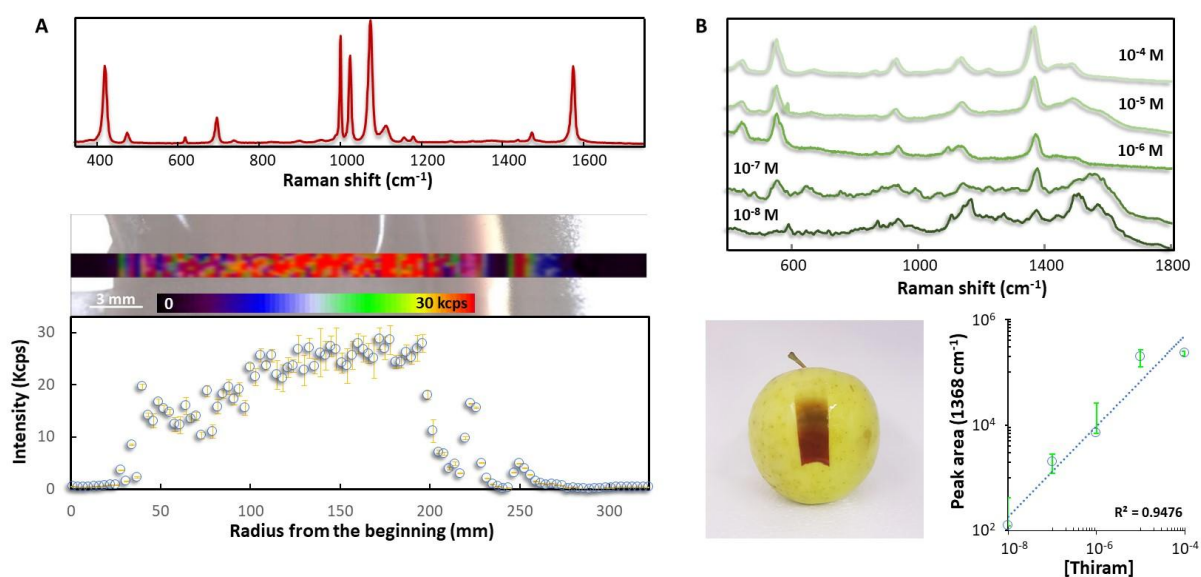 A
400 600 800 1000 1200 1400 1600
Raman shift (cm⁻¹)
3 mm
0
30 kcps
30
20
10
0
Intensity (Kcps)
0 50 100 150 200 250 300
Radius from the beginning (mm)
B
10⁻⁴ M
10⁻⁵ M
10⁻⁶ M
10⁻⁷ M
10⁻⁸ M
600 1000 1400 1800
Raman shift (cm⁻¹)
10⁶
10⁴
10²
Peak area (1368 cm⁻¹)
R² = 0.9476
10⁻⁸ 10⁻⁶ 10⁻⁴
[Thiram]